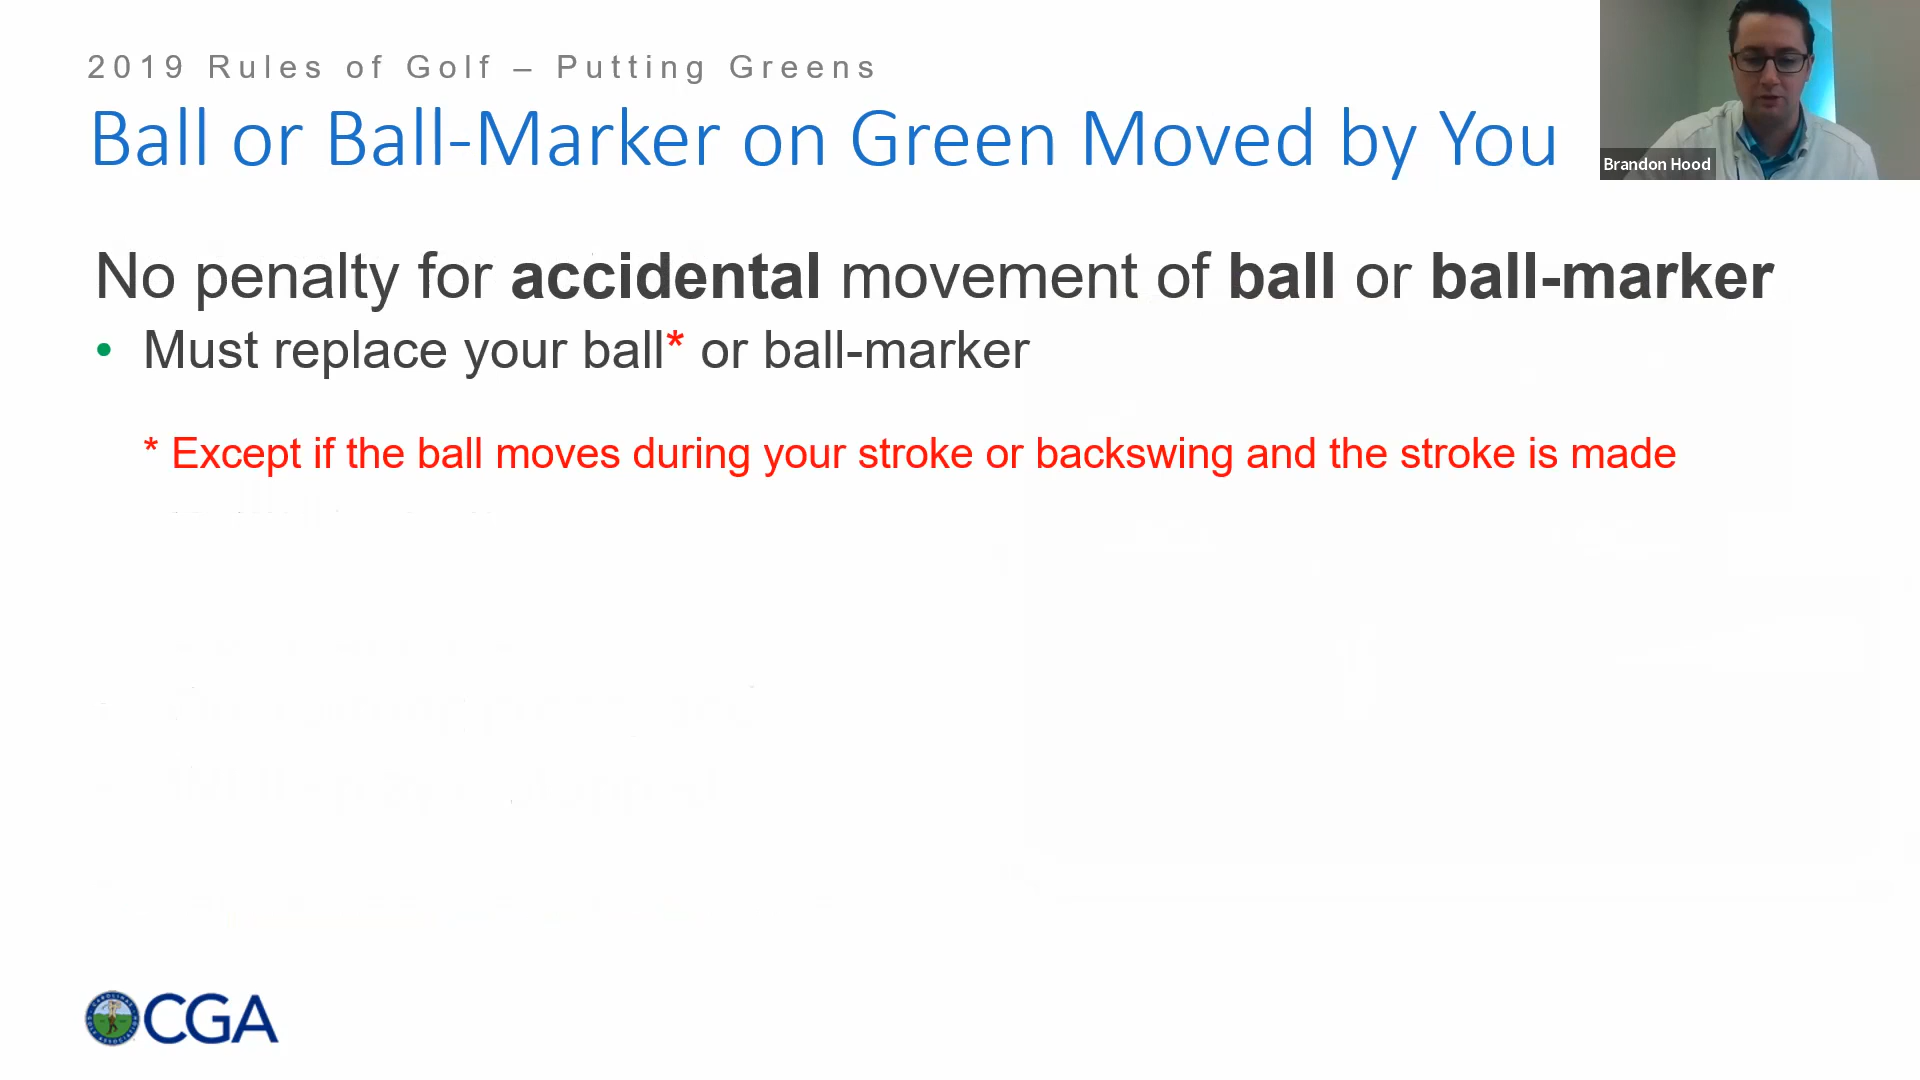 2019 Rules of Golf – Putting Greens
Ball or Ball-Marker on Green Moved by You
Brandon Hood
No penalty for accidental movement of ball or ball-marker
• Must replace your ball* or ball-marker
* Except if the ball moves during your stroke or backswing and the stroke is made
CGA